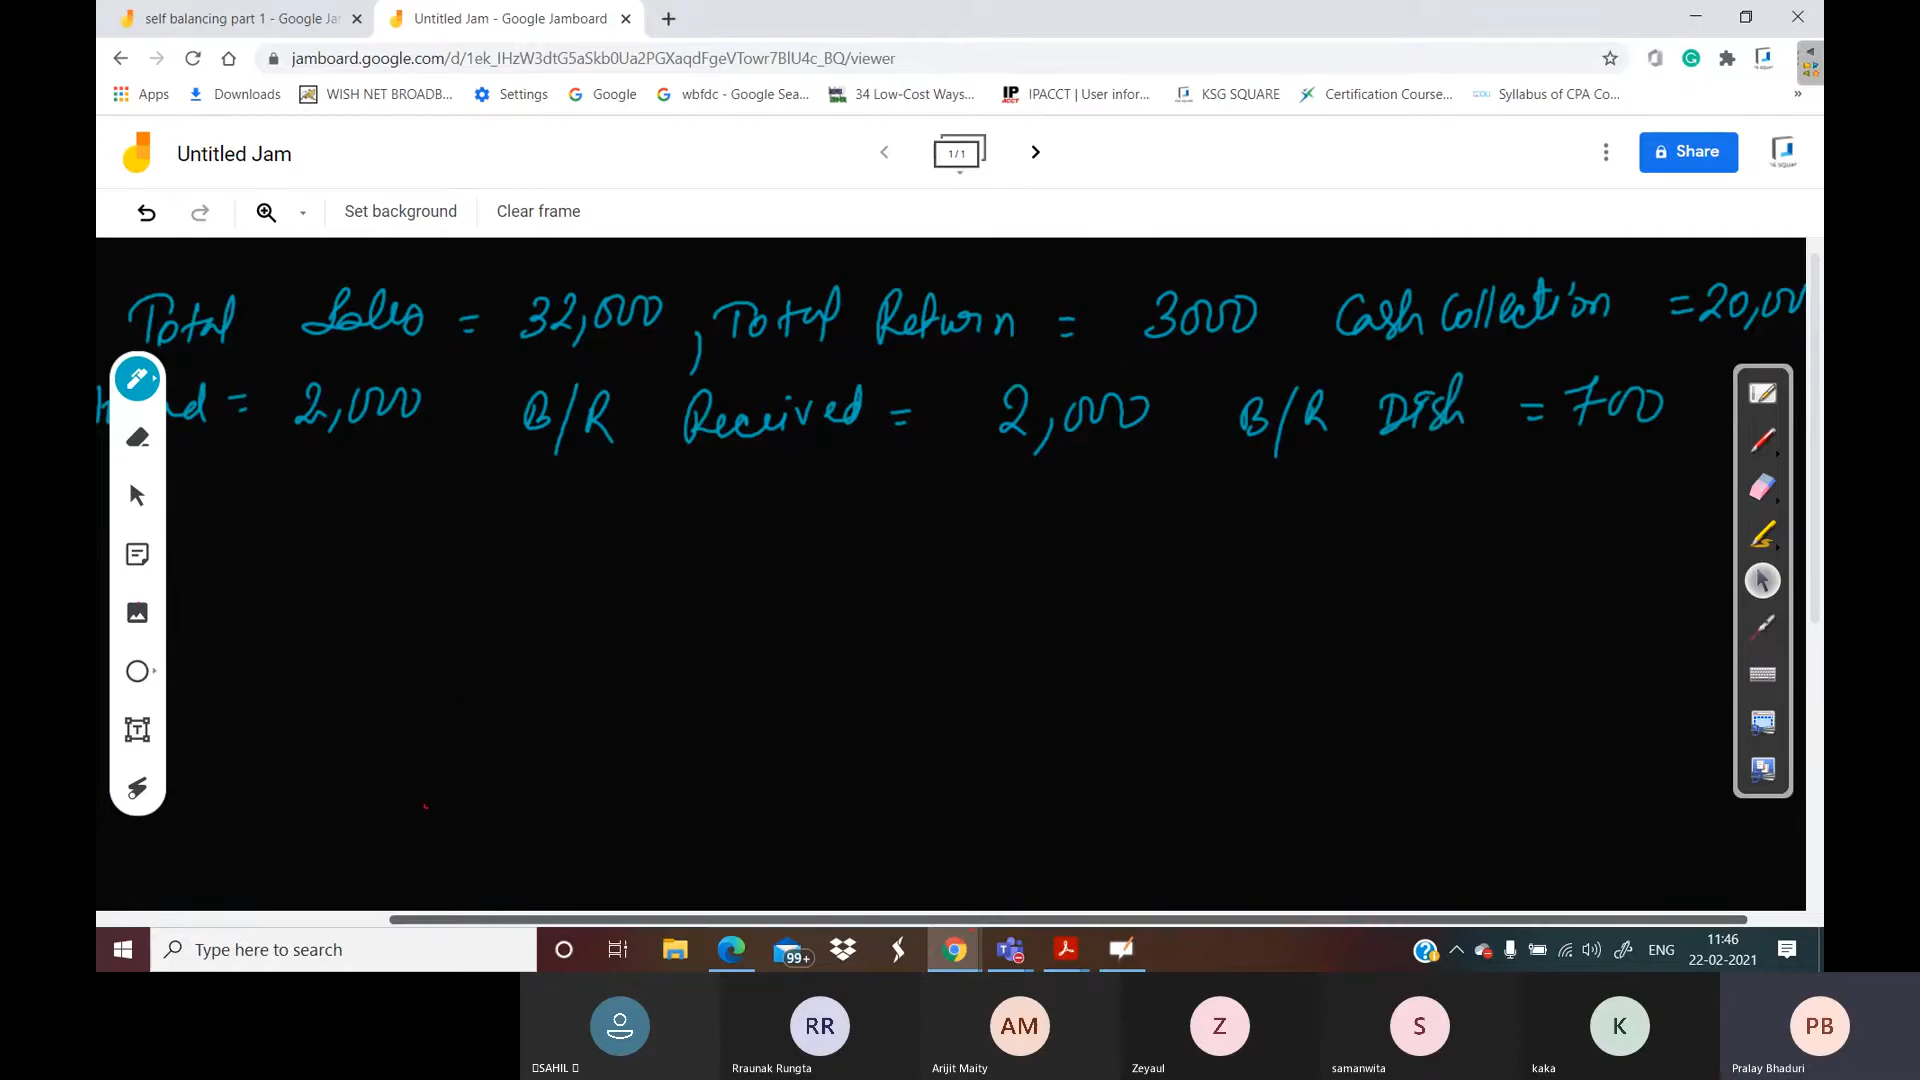 self balancing part 1 - Google Jar
Untitled Jam - Google Jamboard
jamboard.google.com/d/1ek_IHzW3dtG5aSkb0Ua2PGXaqdFgeVTowr7BlU4c_BQ/viewer
Apps Downloads WISH NET BROADB... Settings Google wbfdc - Google Sea... 34 Low-Cost Ways... IPACCT | User infor... KSG SQUARE Certification Course... Syllabus of CPA Co... »
Untitled Jam 1/1 Share
Set background Clear frame
Total Sales = 32,000, Total Return = 3000 Cash Collection = 20,00
= 2,000 B/R Received = 2,000 B/R Dish = 700
Type here to search 99+ ENG
11:46
22-02-2021
RR AM Z S K PB
SAHIL Rraunak Rungta Arijit Maity Zeyaul samanwita kaka Pralay Bhaduri